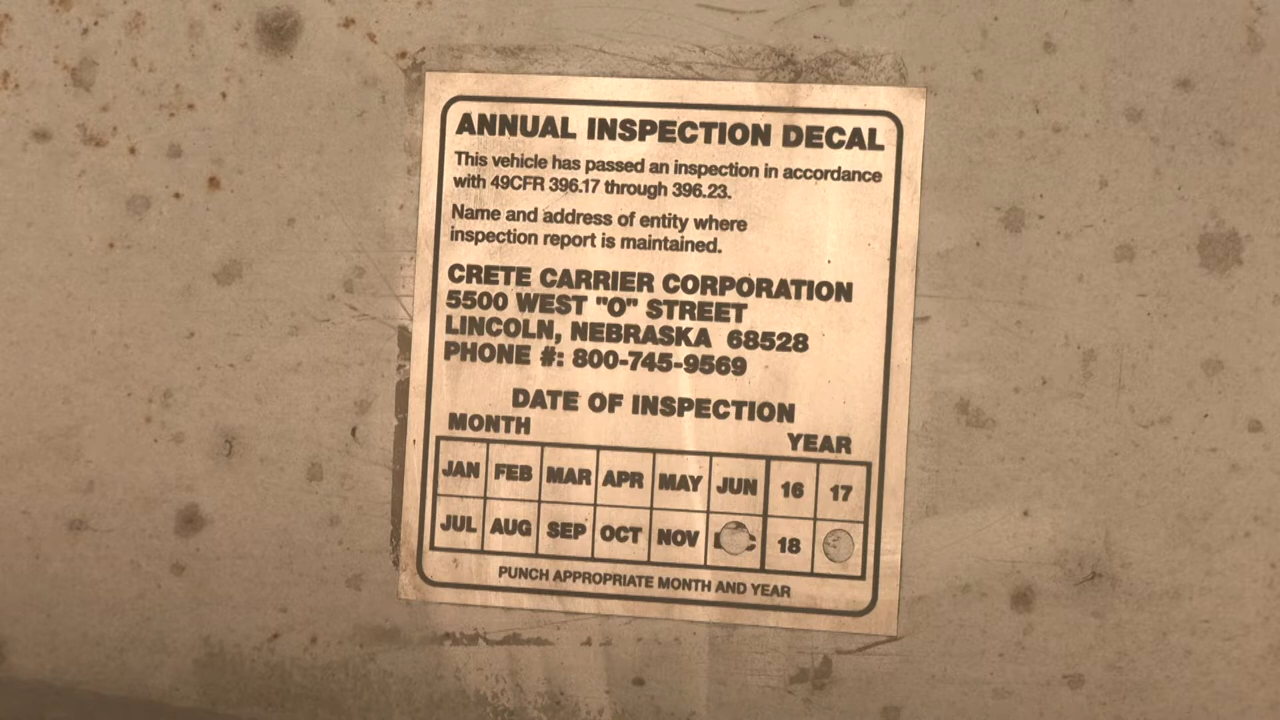 ANNUAL INSPECTION DECAL
This vehicle has passed an inspection in accordance
with 49CFR 396.17 through 396.23.
Name and address of entity where
inspection report is maintained.
CRETE CARRIER CORPORATION
5500 WEST "O" STREET
LINCOLN, NEBRASKA 68528
PHONE #: 800-745-9569
DATE OF INSPECTION
MONTH YEAR
JAN FEB MAR APR MAY JUN 16 17
JUL AUG SEP OCT NOV 18
PUNCH APPROPRIATE MONTH AND YEAR